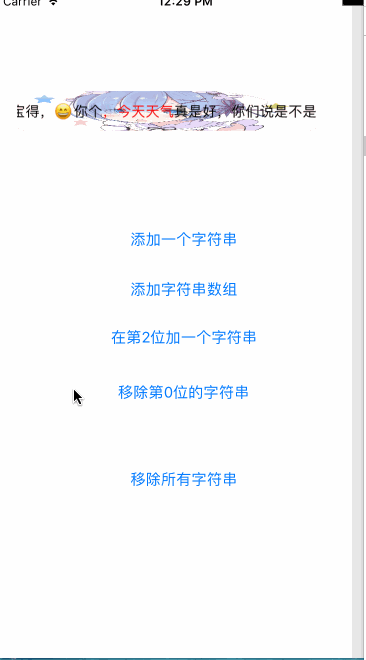 Carrier 12:29 PM
宝得，😄你个，今天天气真是好，你们说是不是
添加一个字符串
添加字符串数组
在第2位加一个字符串
移除第0位的字符串
移除所有字符串